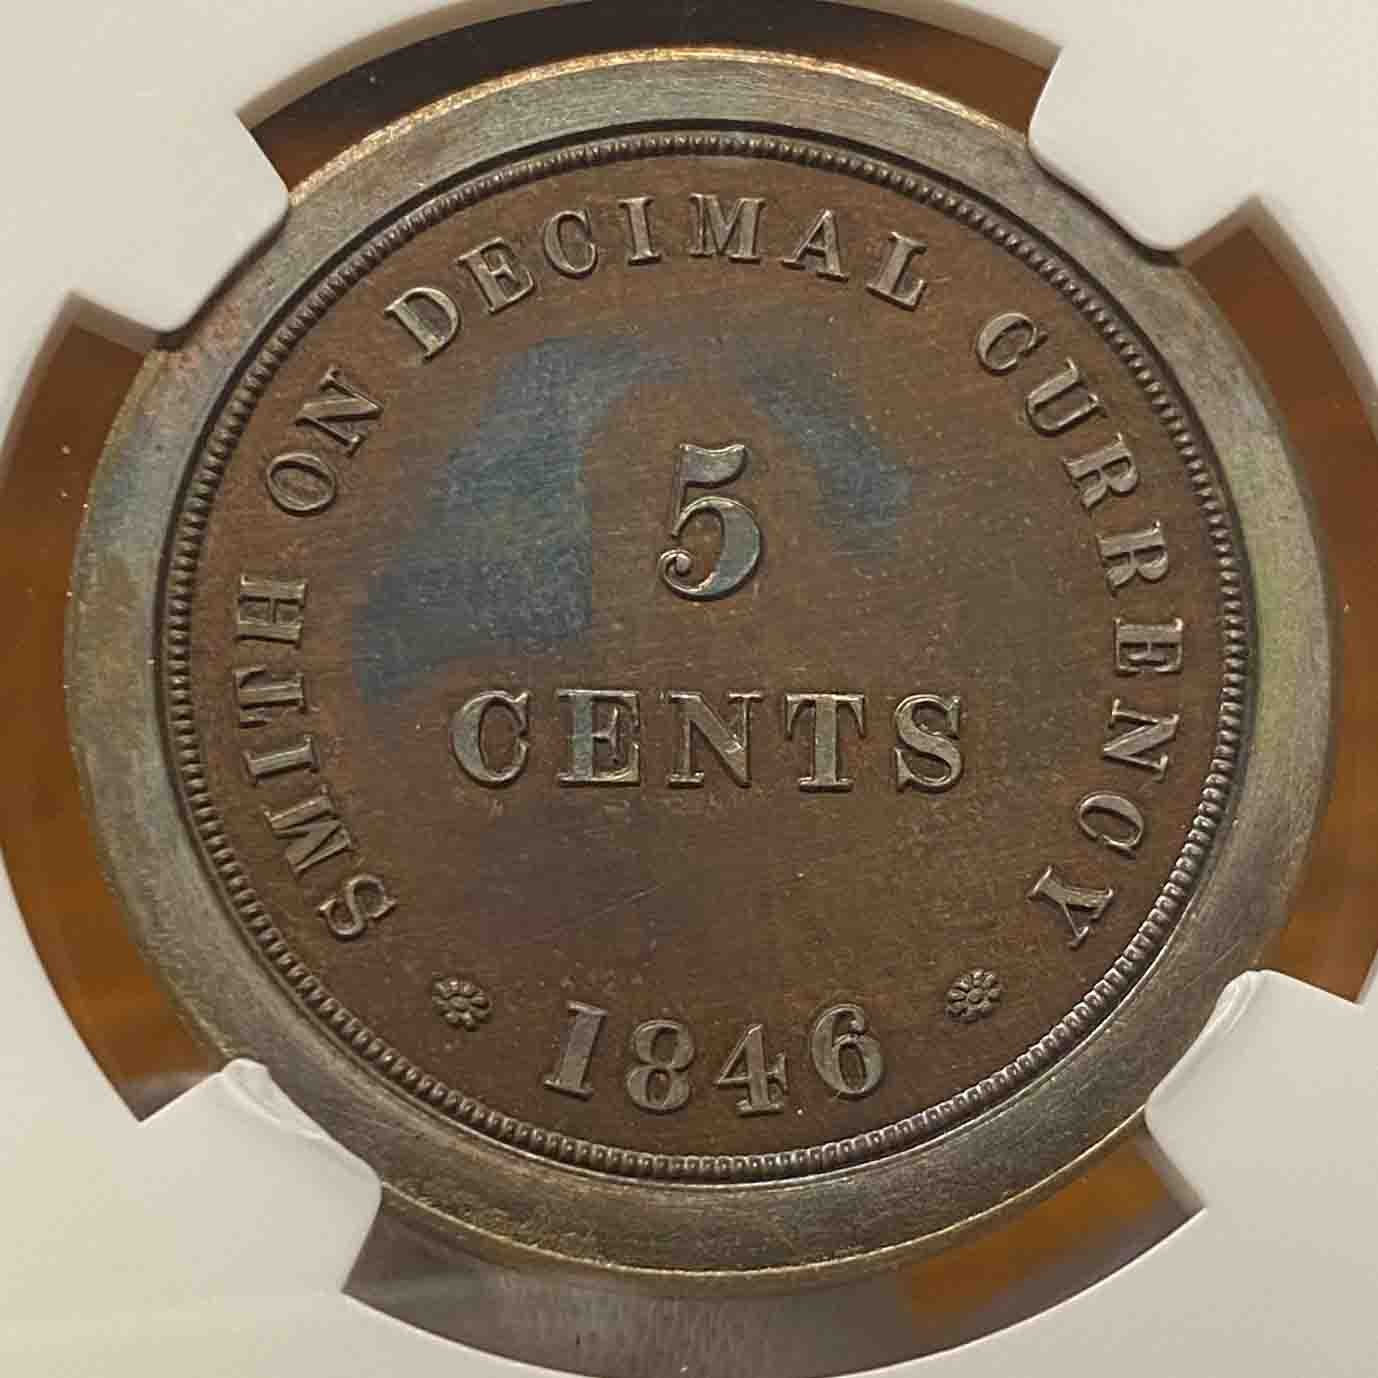 SMITH ON DECIMAL CURRENCY
5
CENTS
1846